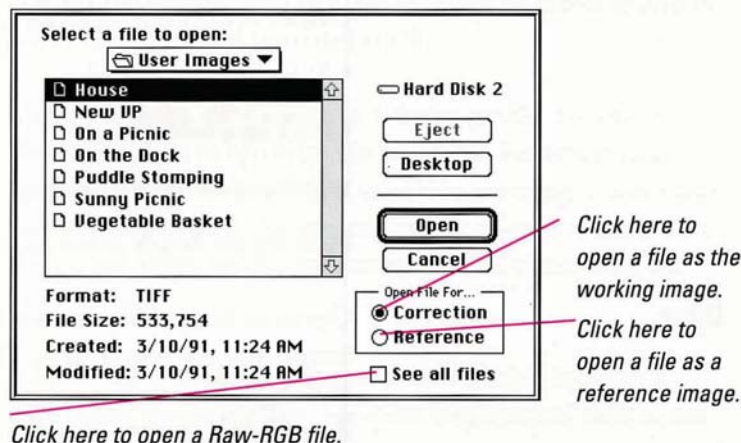 Select a file to open:
User Images
House
New VP
On a Picnic
On the Dock
Puddle Stomping
Sunny Picnic
Vegetable Basket
Hard Disk 2
Eject
Desktop
Open
Cancel
Open File For...
Correction
Reference
See all files
Format: TIFF
File Size: 533,754
Created: 3/10/91, 11:24 AM
Modified: 3/10/91, 11:24 AM
Click here to
open a file as the
working image.
Click here to
open a file as a
reference image.
Click here to open a Raw-RGB file.